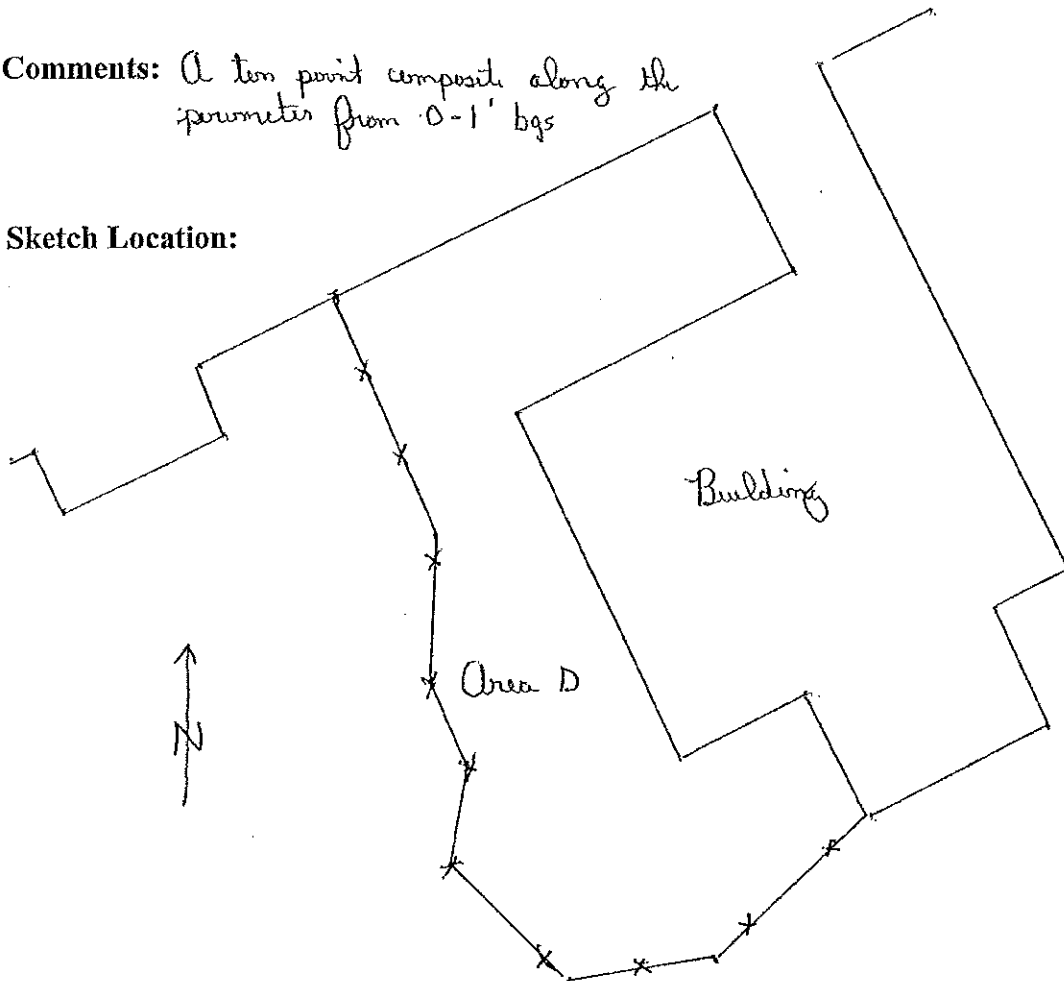 Comments: A ten point composite along the
perimeter from 0-1' bgs
Sketch Location:
Building
Area D
N